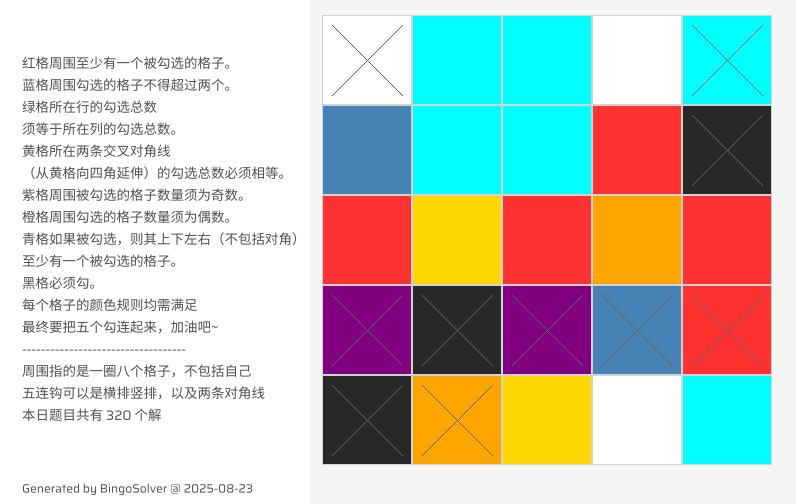 红格周围至少有一个被勾选的格子。
蓝格周围勾选的格子不得超过两个。
绿格所在行的勾选总数
须等于所在列的勾选总数。
黄格所在两条交叉对角线
（从黄格向四角延伸）的勾选总数必须相等。
紫格周围被勾选的格子数量须为奇数。
橙格周围勾选的格子数量须为偶数。
青格如果被勾选，则其上下左右（不包括对角）
至少有一个被勾选的格子。
黑格必须勾。
每个格子的颜色规则均需满足
最终要把五个勾连起来，加油吧~
-----------------------------------
周围指的是一圈八个格子，不包括自己
五连钩可以是横排竖排，以及两条对角线
本日题目共有 320 个解
Generated by BingoSolver @ 2025-08-23